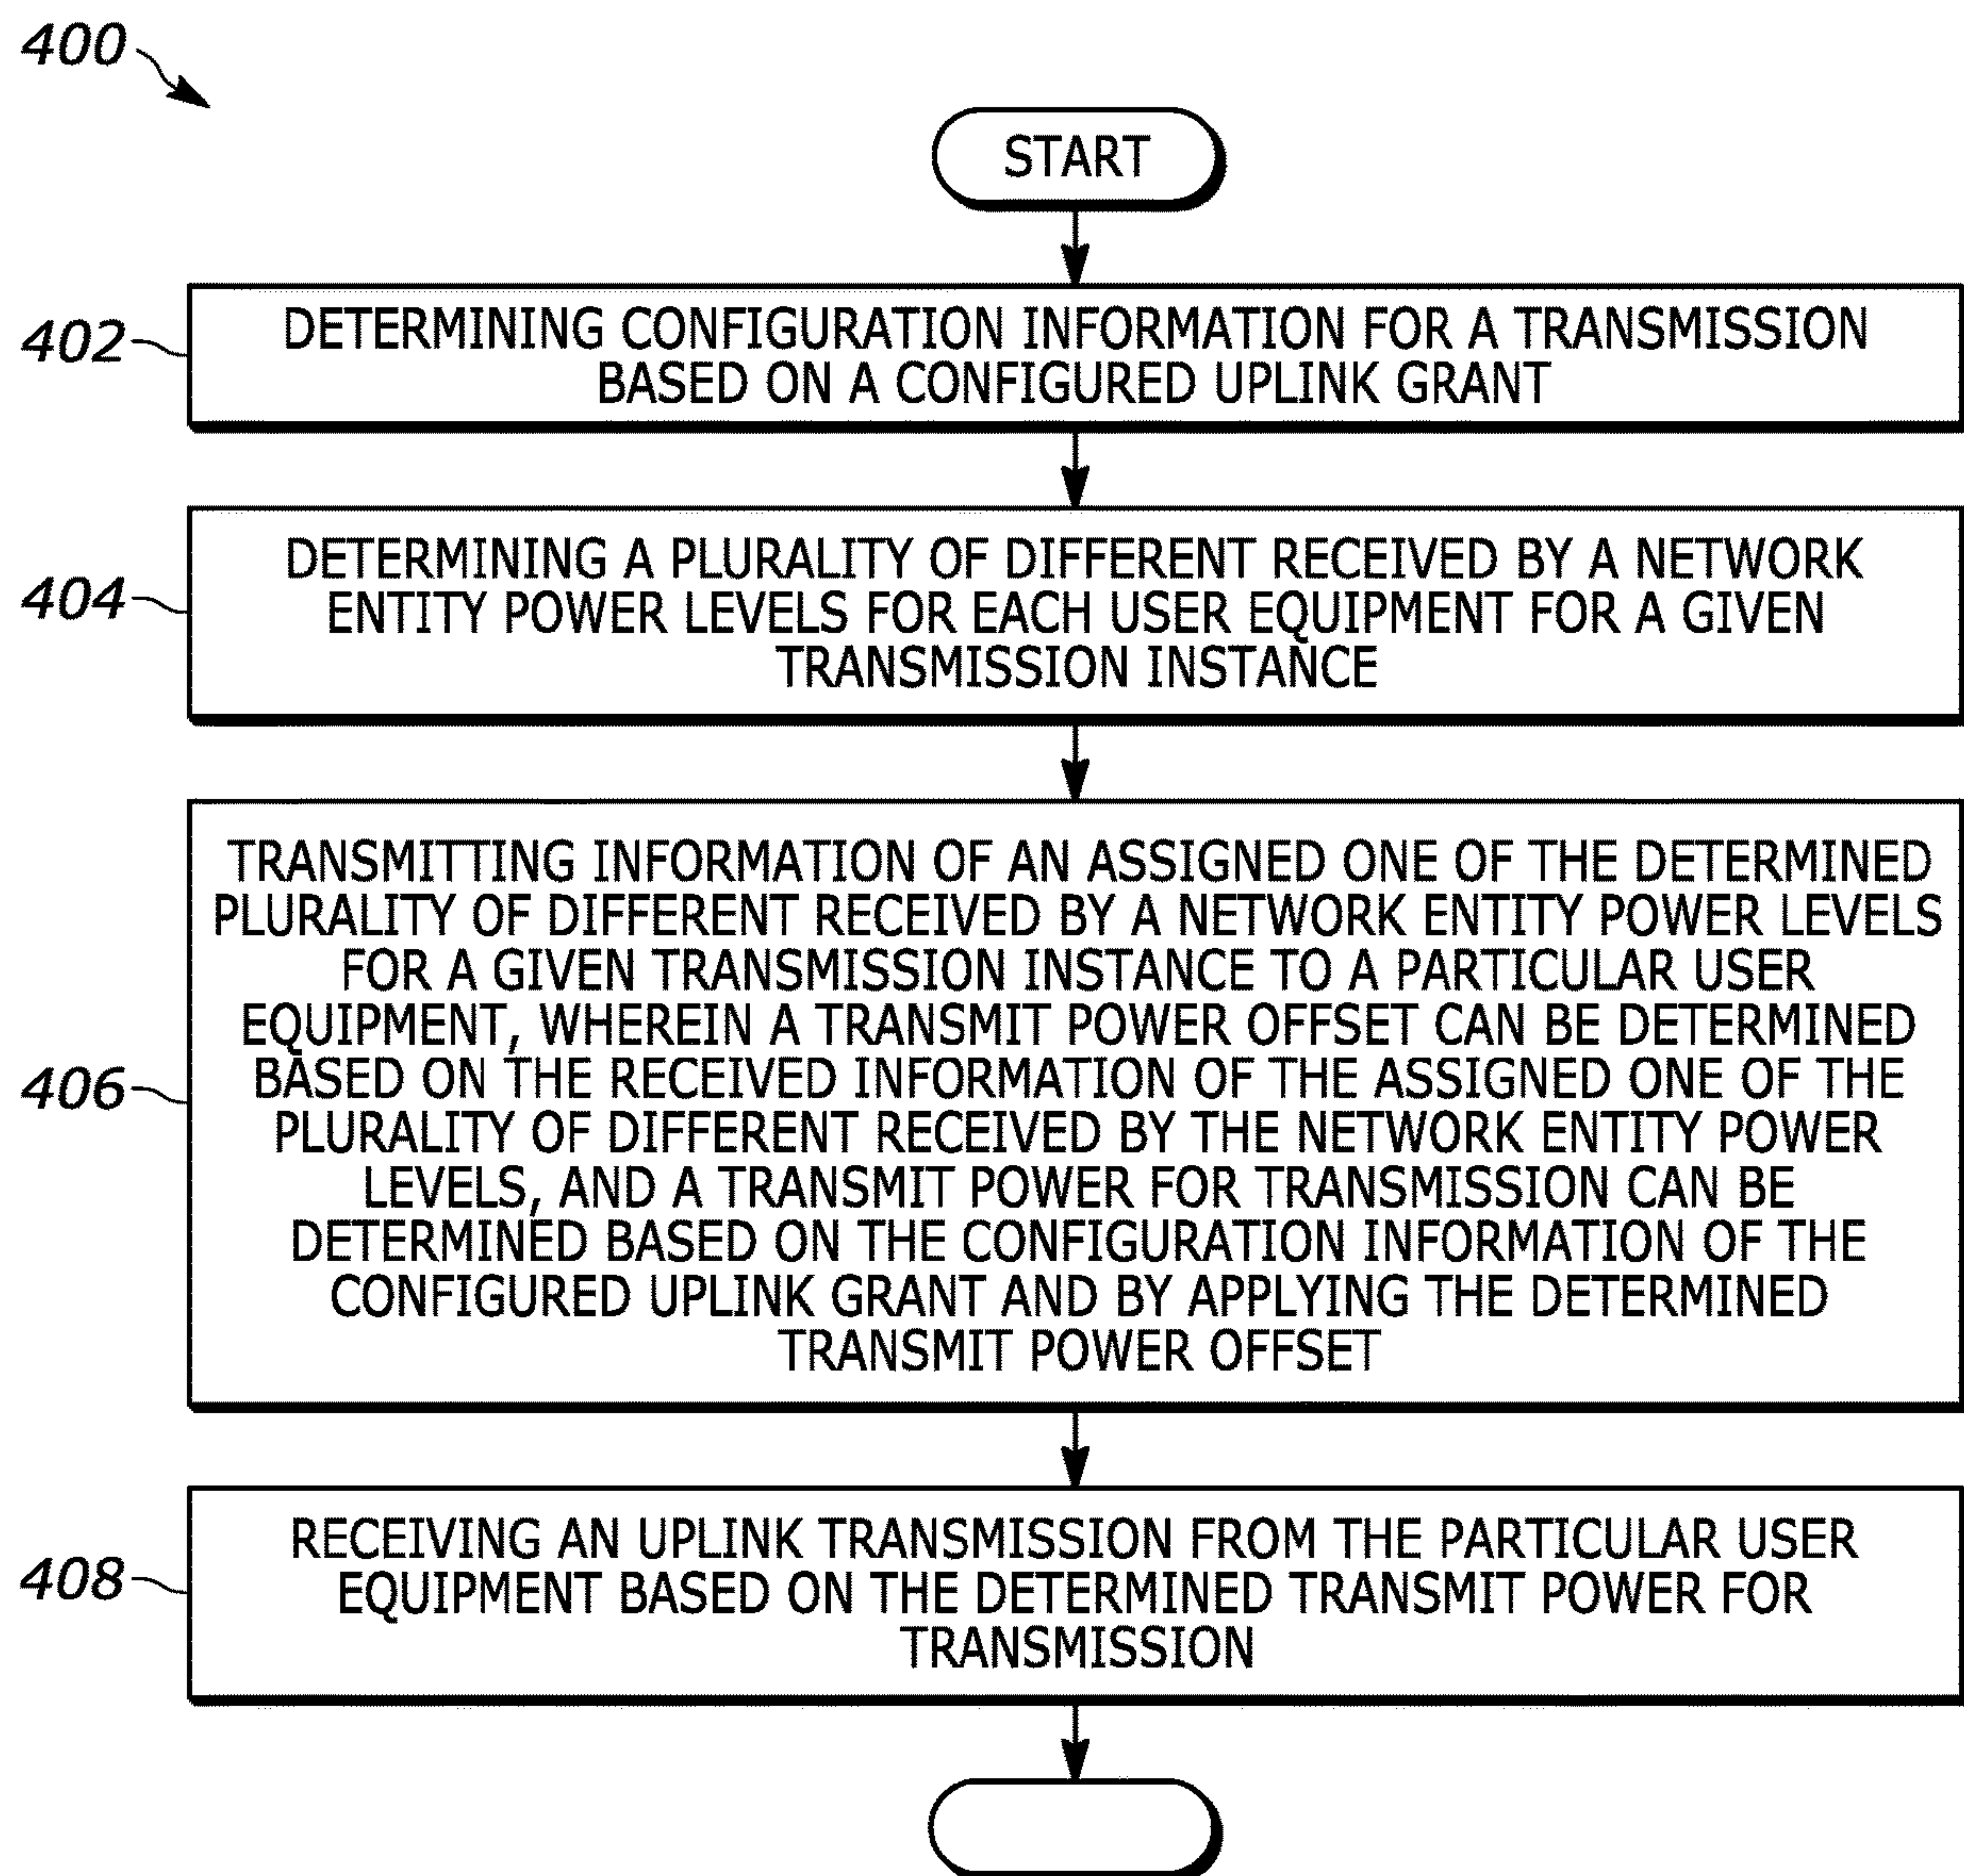 400
START
402
DETERMINING CONFIGURATION INFORMATION FOR A TRANSMISSION
BASED ON A CONFIGURED UPLINK GRANT
404
DETERMINING A PLURALITY OF DIFFERENT RECEIVED BY A NETWORK
ENTITY POWER LEVELS FOR EACH USER EQUIPMENT FOR A GIVEN
TRANSMISSION INSTANCE
406
TRANSMITTING INFORMATION OF AN ASSIGNED ONE OF THE DETERMINED
PLURALITY OF DIFFERENT RECEIVED BY A NETWORK ENTITY POWER LEVELS
FOR A GIVEN TRANSMISSION INSTANCE TO A PARTICULAR USER
EQUIPMENT, WHEREIN A TRANSMIT POWER OFFSET CAN BE DETERMINED
BASED ON THE RECEIVED INFORMATION OF THE ASSIGNED ONE OF THE
PLURALITY OF DIFFERENT RECEIVED BY THE NETWORK ENTITY POWER
LEVELS, AND A TRANSMIT POWER FOR TRANSMISSION CAN BE
DETERMINED BASED ON THE CONFIGURATION INFORMATION OF THE
CONFIGURED UPLINK GRANT AND BY APPLYING THE DETERMINED
TRANSMIT POWER OFFSET
408
RECEIVING AN UPLINK TRANSMISSION FROM THE PARTICULAR USER
EQUIPMENT BASED ON THE DETERMINED TRANSMIT POWER FOR
TRANSMISSION